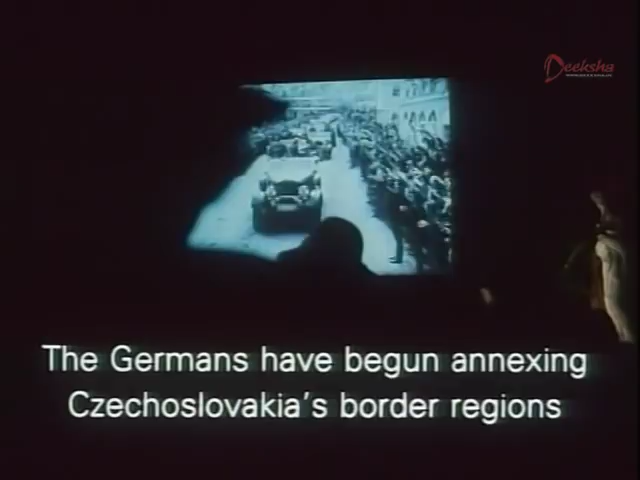 Deeksha
The Germans have begun annexing
Czechoslovakia's border regions